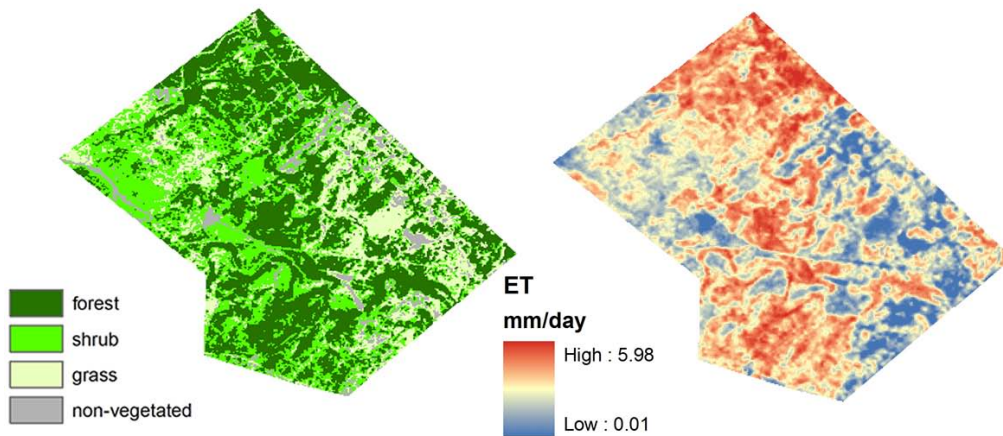 forest
shrub
grass
non-vegetated
ET
mm/day
High : 5.98
Low : 0.01